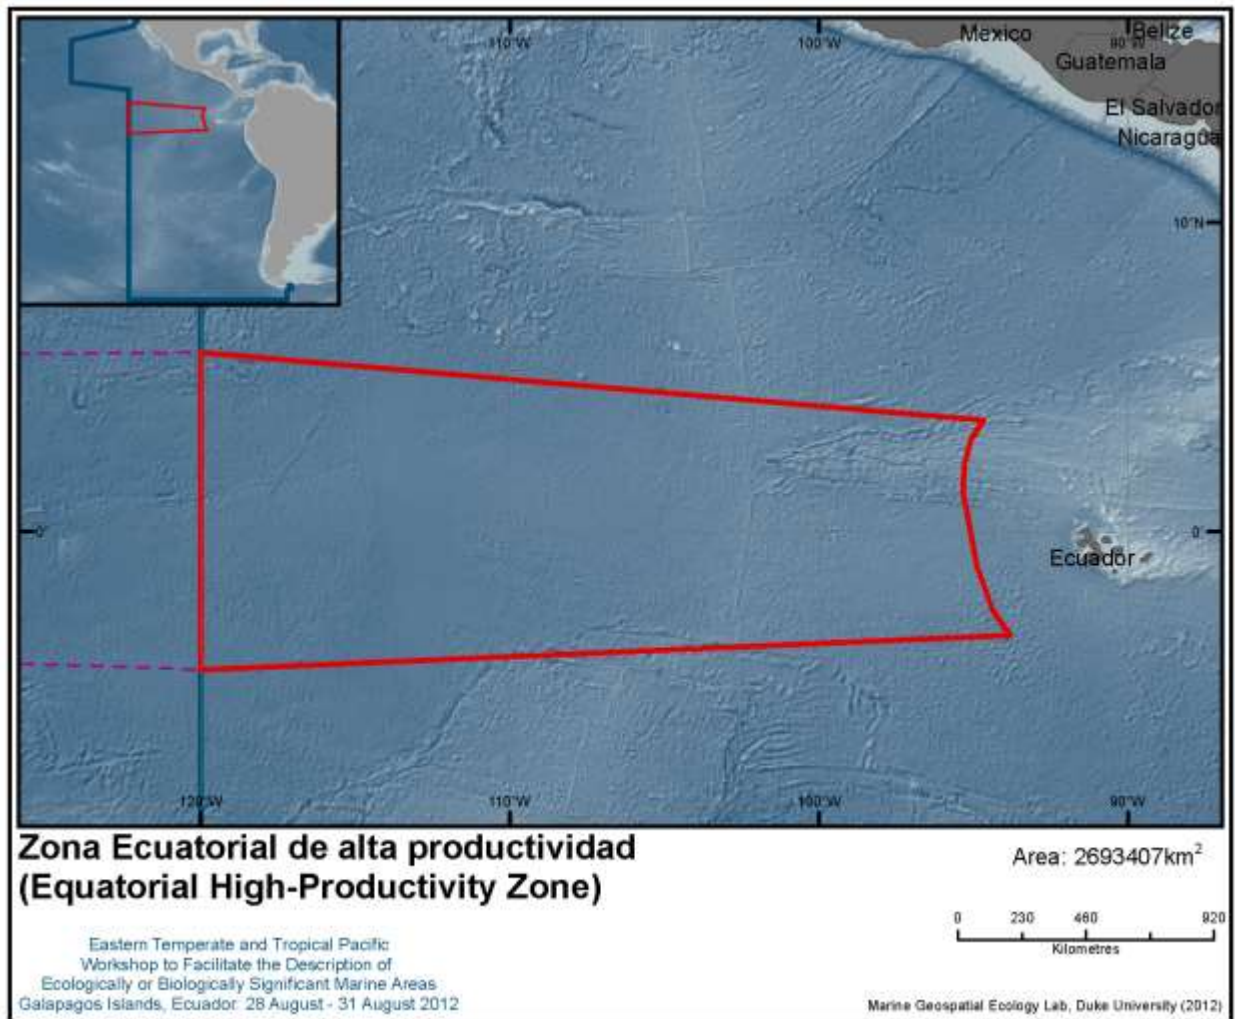 110°W
100°W
90°W
Mexico
Belize
Guatemala
El Salvador
Nicaragua
10°N
0°
0°
Ecuador
120°W
110°W
100°W
90°W
Zona Ecuatorial de alta productividad
(Equatorial High-Productivity Zone)
Area: 2693407km²
0 230 460 920
Kilometres
Eastern Temperate and Tropical Pacific
Workshop to Facilitate the Description of
Ecologically or Biologically Significant Marine Areas
Galapagos Islands, Ecuador: 28 August - 31 August 2012
Marine Geospatial Ecology Lab, Duke University (2012)